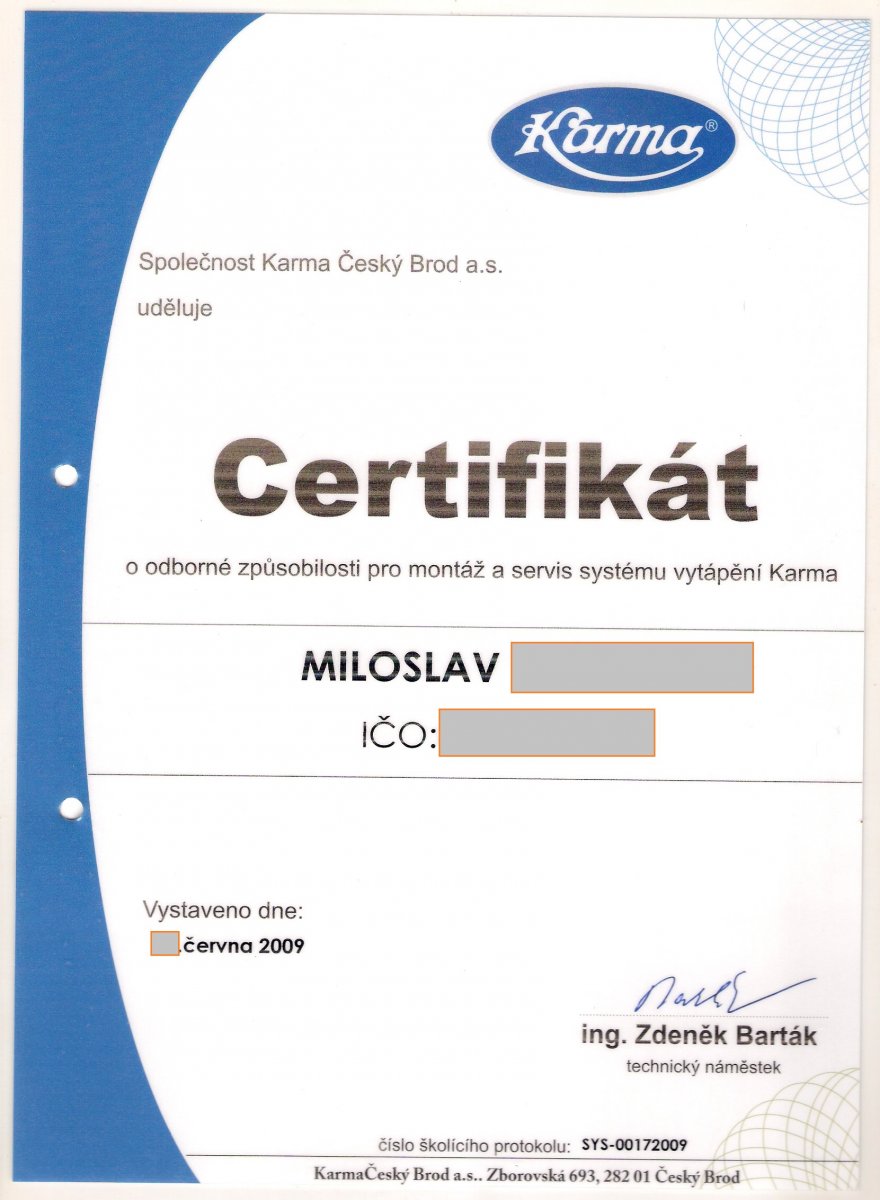 Karma®
Společnost Karma Český Brod a.s.
uděluje
Certifikát
o odborné způsobilosti pro montáž a servis systému vytápění Karma
MILOSLAV
IČO:
Vystaveno dne:
.června 2009
ing. Zdeněk Barták
technický náměstek
číslo školícího protokolu: SYS-00172009
KarmaČeský Brod a.s.. Zborovská 693, 282 01 Český Brod